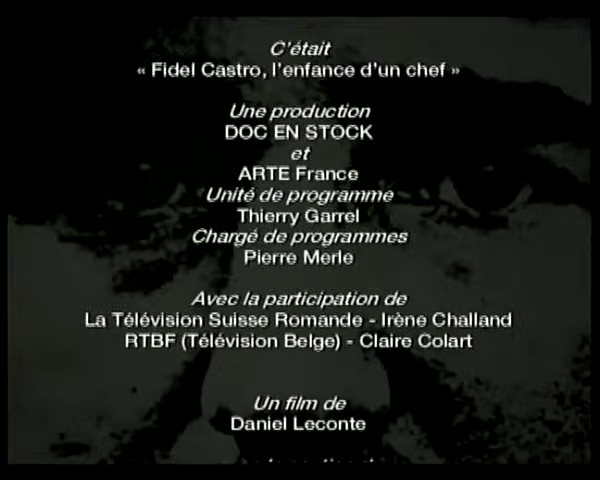 C'était
« Fidel Castro, l'enfance d'un chef »
Une production
DOC EN STOCK
et
ARTE France
Unité de programme
Thierry Garrel
Chargé de programmes
Pierre Merle
Avec la participation de
La Télévision Suisse Romande - Irène Challand
RTBF (Télévision Belge) - Claire Colart
Un film de
Daniel Leconte